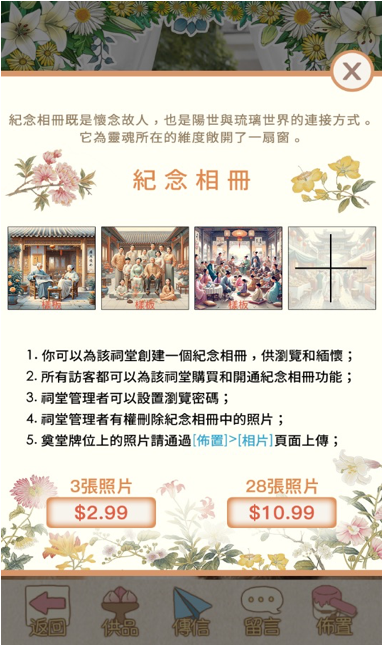 紀念相冊既是懷念故人，也是陽世與琉璃世界的連接方式。
它為靈魂所在的維度敞開了一扇窗。
紀念相冊
樣板 樣板 樣板
1. 你可以為該祠堂創建一個紀念相冊，供瀏覽和緬懷；
2. 所有訪客都可以為該祠堂購買和開通紀念相冊功能；
3. 祠堂管理者可以設置瀏覽密碼；
4. 祠堂管理者有權刪除紀念相冊中的照片；
5. 奠堂牌位上的照片請通過[佈置]>[相片]頁面上傳；
3張照片 28張照片
$2.99 $10.99
返回 供品 傳信 留言 佈置